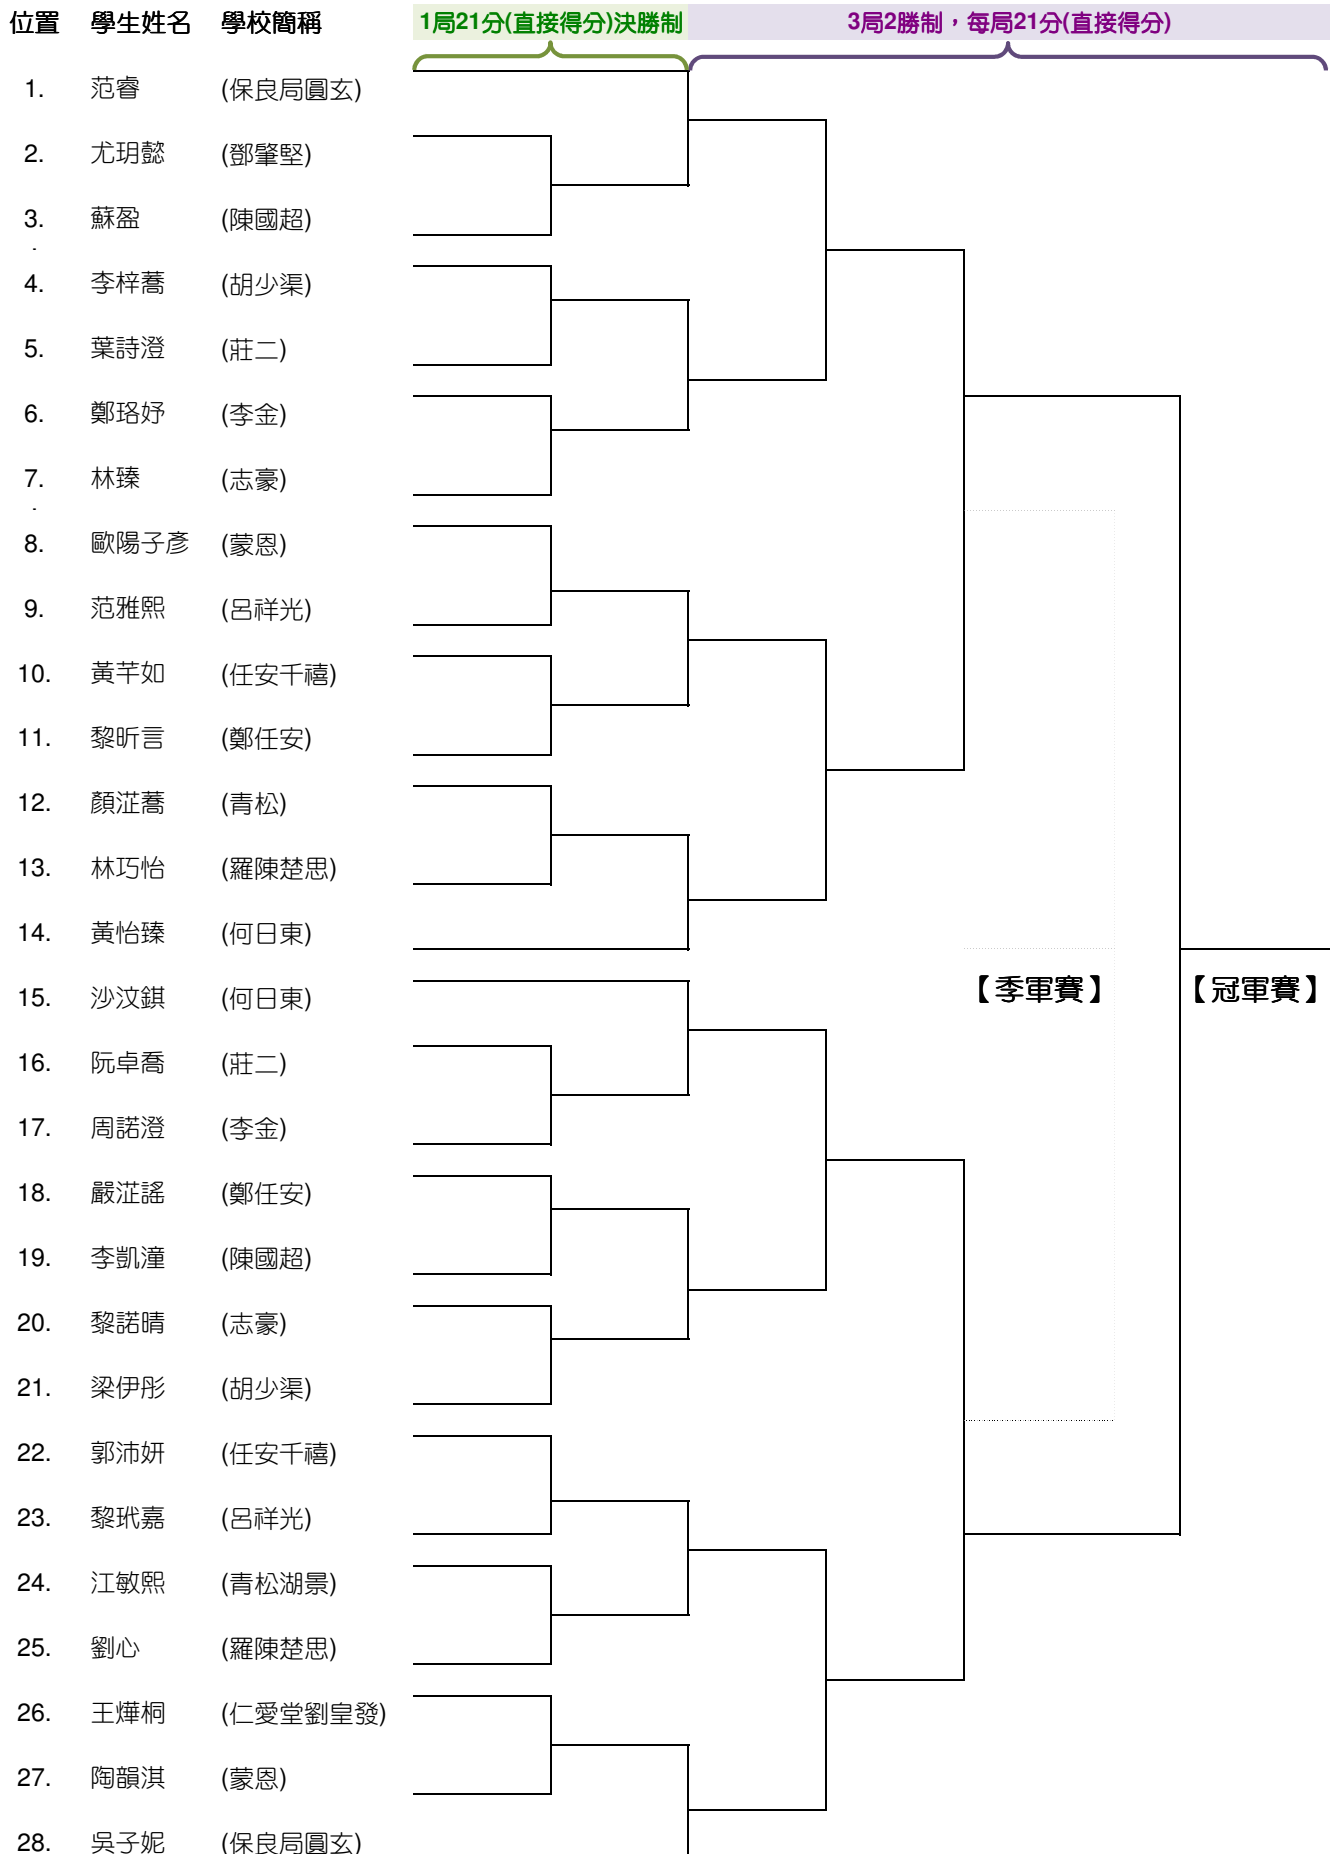 位置 學生姓名 學校簡稱 1局21分(直接得分)決勝制 3局2勝制，每局21分(直接得分)
1. 范睿 (保良局圓玄)
2. 尤玥懿 (鄧肇堅)
3. 蘇盈 (陳國超)
4. 李梓蕎 (胡少渠)
5. 葉詩澄 (莊二)
6. 鄭珞妤 (李金)
7. 林臻 (志豪)
8. 歐陽子彥 (蒙恩)
9. 范雅熙 (呂祥光)
10. 黃芊如 (任安千禧)
11. 黎昕言 (鄭任安)
12. 顏沚蕎 (青松)
13. 林巧怡 (羅陳楚思)
14. 黃怡臻 (何日東)
【季軍賽】 【冠軍賽】
15. 沙汶錤 (何日東)
16. 阮卓喬 (莊二)
17. 周諾澄 (李金)
18. 嚴沚謠 (鄭任安)
19. 李凱潼 (陳國超)
20. 黎諾晴 (志豪)
21. 梁伊彤 (胡少渠)
22. 郭沛妍 (任安千禧)
23. 黎玳嘉 (呂祥光)
24. 江敏熙 (青松湖景)
25. 劉心 (羅陳楚思)
26. 王燁桐 (仁愛堂劉皇發)
27. 陶韻淇 (蒙恩)
28. 吳子妮 (保良局圓玄)